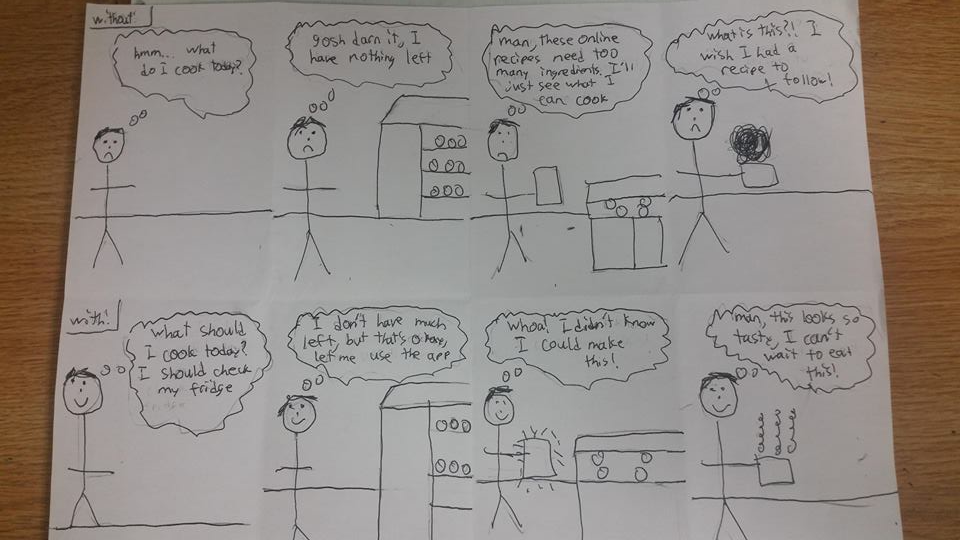 without!
hmm... what
do I cook today?
gosh darn it, I
have nothing left
man, these online
recipes need too
many ingredients. I'll
just see what I
can cook
what is this?! I
wish I had a
recipe to
follow!
with!
What should
I cook today?
I should check
my fridge
I don't have much
left, but that's okay,
let me use the app
whoa! I didn't know
I could make
this!
man, this looks so
tasty, I can't
wait to eat
this!